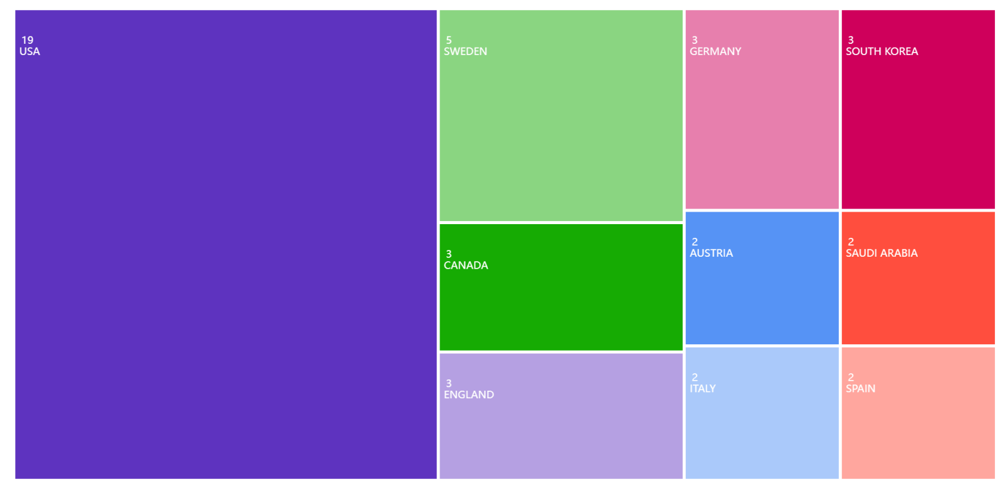 19
USA
5
SWEDEN
3
CANADA
3
ENGLAND
3
GERMANY
3
SOUTH KOREA
2
AUSTRIA
2
SAUDI ARABIA
2
ITALY
2
SPAIN